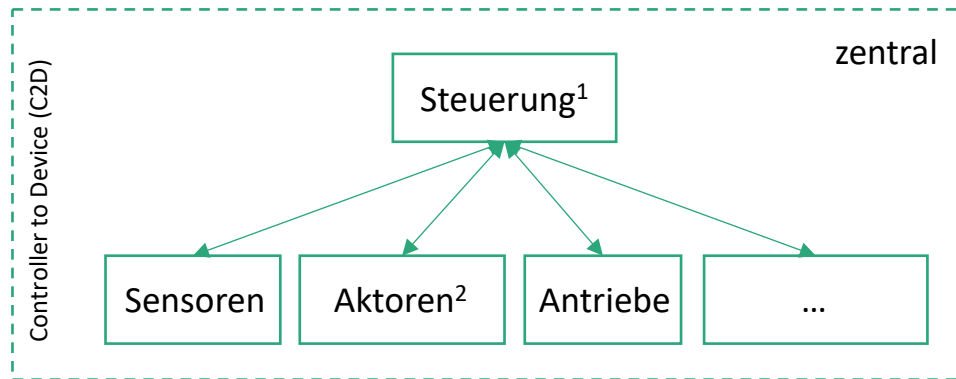 zentral
Controller to Device (C2D)
Steuerung¹
Sensoren
Aktoren²
Antriebe
...